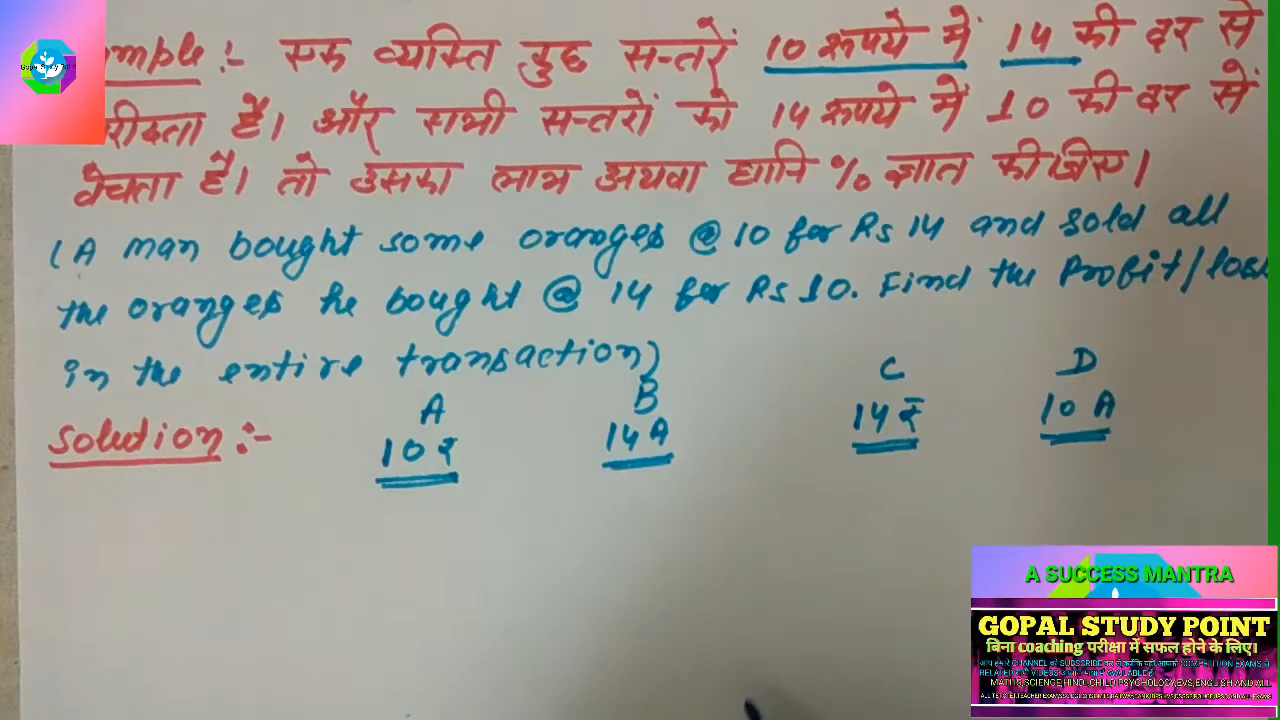 mple :- एक व्यक्ति कुछ सन्तरें 10 रूपये में 14 की दर से
रीदता है। और सभी सन्तरों को 14 रूपये में 10 की दर सें
वेचता है। तो उसका लाभ अथवा हानि % ज्ञात कीजिए।
(A man bought some oranges @ 10 for Rs 14 and sold all
the oranges he bought @ 14 for Rs 10. Find the Profit/loss
in the entire transaction)
A B C D
Solution :- 10₹ 14A 14₹ 10 A
A SUCCESS MANTRA
GOPAL STUDY POINT
बिना coaching परीक्षा में सफल होने के लिए।